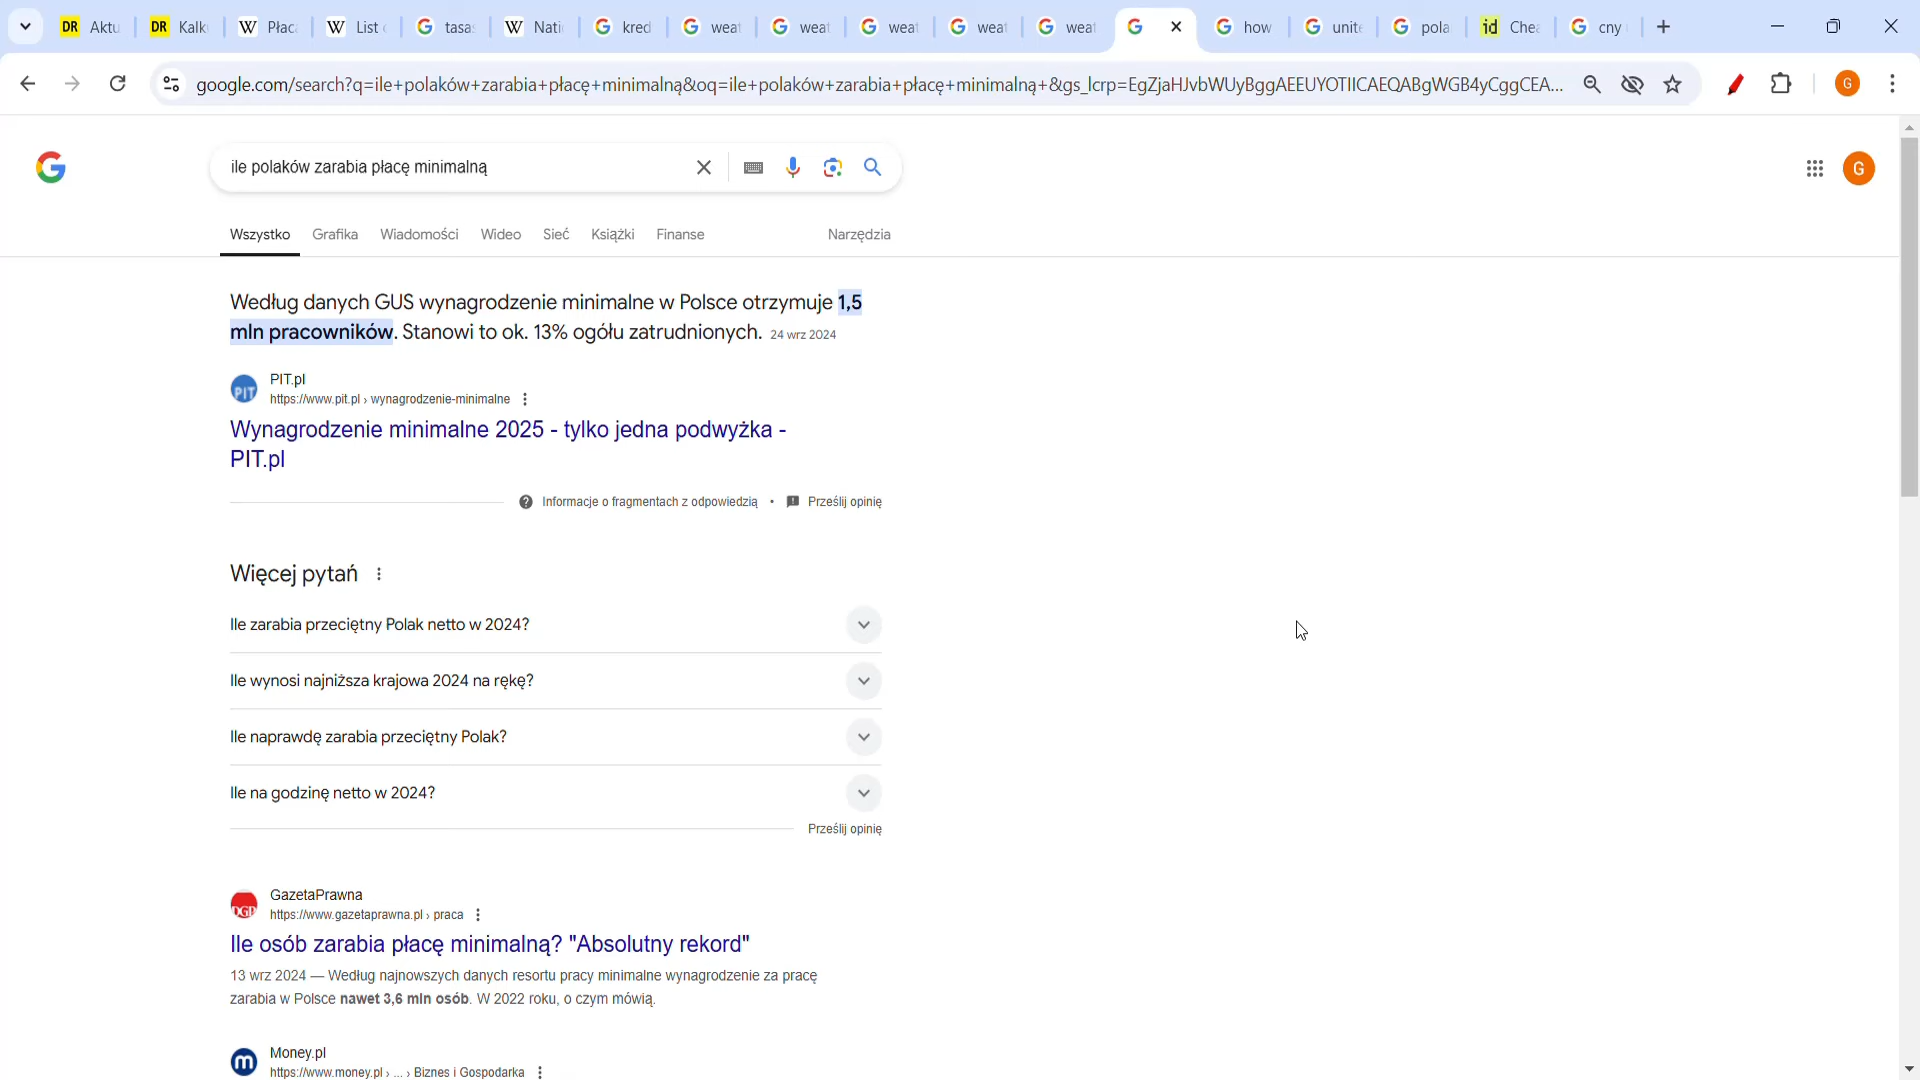 DR Aktu
DR Kalk
W Płac
W List
tasa
W Nati
kred
weat
weat
weat
weat
weat
how
unite
pola
id Chea
cny
google.com/search?q=ile+polaków+zarabia+płacę+minimalną&oq=ile+polaków+zarabia+płacę+minimalną+&gs_lcrp=EgZjaHJvbWUyBggAEEUYOTIICAEQABgWGB4yCggCEA...
G
ile polaków zarabia płacę minimalną
G
Wszystko Grafika Wiadomości Wideo Sieć Książki Finanse Narzędzia
Według danych GUS wynagrodzenie minimalne w Polsce otrzymuje 1,5
mln pracowników. Stanowi to ok. 13% ogółu zatrudnionych. 24 wrz 2024
PIT
PIT.pl
https://www.pit.pl › wynagrodzenie-minimalne
Wynagrodzenie minimalne 2025 - tylko jedna podwyżka -
PIT.pl
Informacje o fragmentach z odpowiedzią • Prześlij opinię
Więcej pytań
Ile zarabia przeciętny Polak netto w 2024?
Ile wynosi najniższa krajowa 2024 na rękę?
Ile naprawdę zarabia przeciętny Polak?
Ile na godzinę netto w 2024?
Prześlij opinię
DGP
GazetaPrawna
https://www.gazetaprawna.pl › praca
Ile osób zarabia płacę minimalną? "Absolutny rekord"
13 wrz 2024 — Według najnowszych danych resortu pracy minimalne wynagrodzenie za pracę
zarabia w Polsce nawet 3,6 mln osób. W 2022 roku, o czym mówią.
m
Money.pl
https://www.money.pl › ... › Biznes i Gospodarka